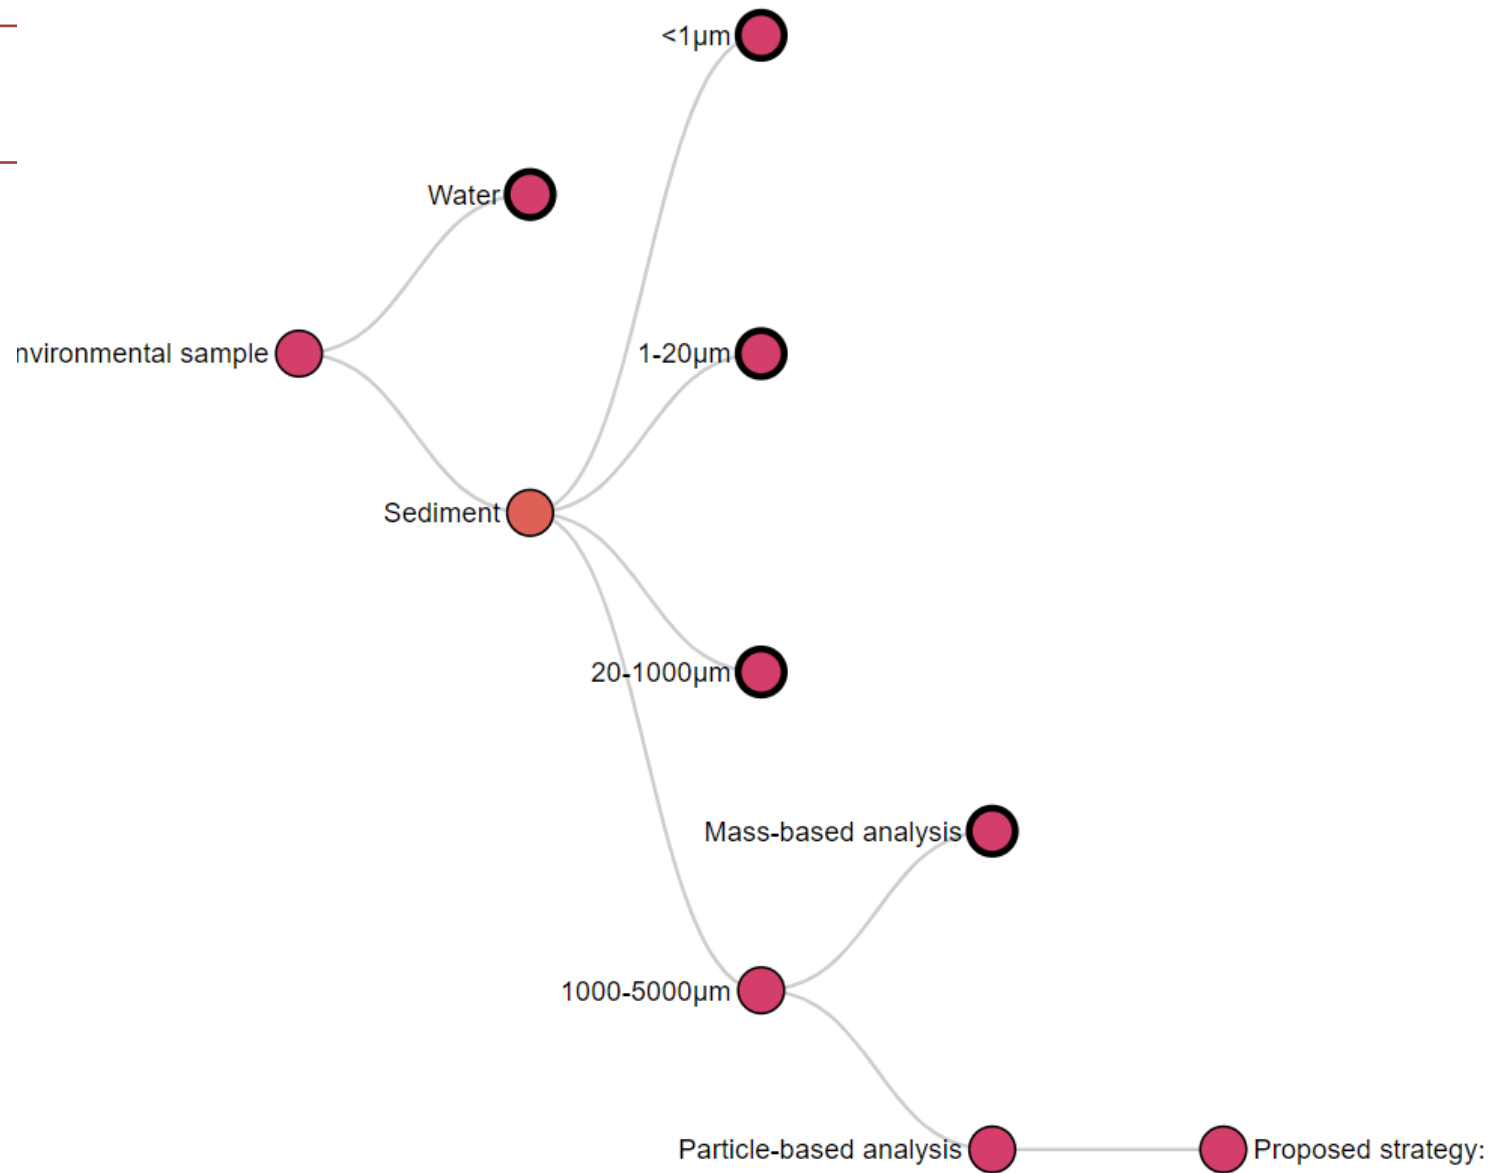 <1µm
Water
1-20µm
nvironmental sample
Sediment
20-1000µm
Mass-based analysis
1000-5000µm
Particle-based analysis
Proposed strategy: